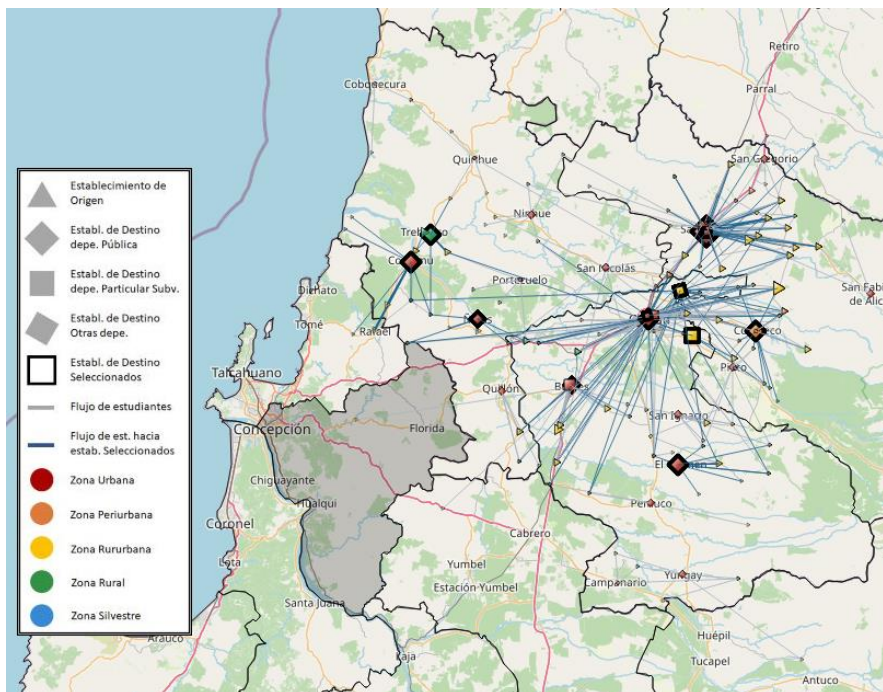 Establecimiento de
Origen
Establ. de Destino
depe. Pública
Establ. de Destino
depe. Particular Subv.
Establ. de Destino
Otras depe.
Establ. de Destino
Seleccionados
Flujo de estudiantes
Flujo de est. hacia
estab. Seleccionados
Zona Urbana
Zona Periurbana
Zona Rururbana
Zona Rural
Zona Silvestre
Retiro
Cobquecura
Parral
Quirihue
San Gregorio
Ninhue
San Nicolás
Portezuelo
San Fabián
de Alic
Dichato
Tomé
Rafael
Talcahuano
Quillón
Pinto
Concepción
Florida
San Ignacio
Chiguayante
Hualqui
El
Coronel
Pemuco
Cabrero
Lota
Yumbel
Estación Yumbel
Campanario
Yungay
Santa Juana
Arauco
Huépil
Laja
Tucapel
Antuco